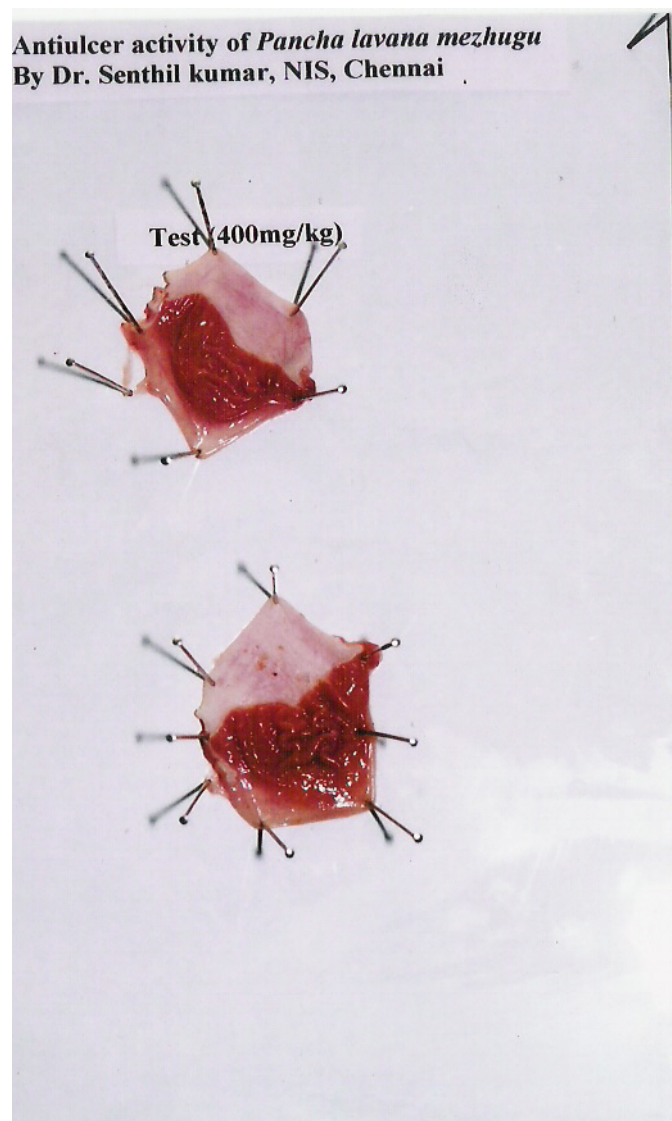 Antiulcer activity of Pancha lavana mezhugu
By Dr. Senthil kumar, NIS, Chennai
Test (400mg/kg)